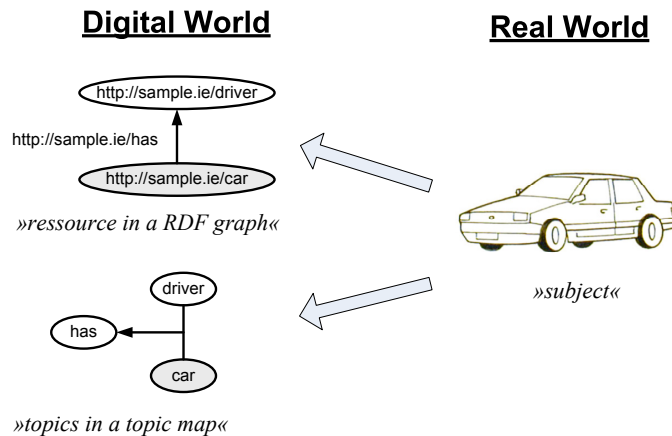 Digital World
Real World
http://sample.ie/driver
http://sample.ie/has
http://sample.ie/car
»ressource in a RDF graph«
»subject«
driver
has
car
»topics in a topic map«